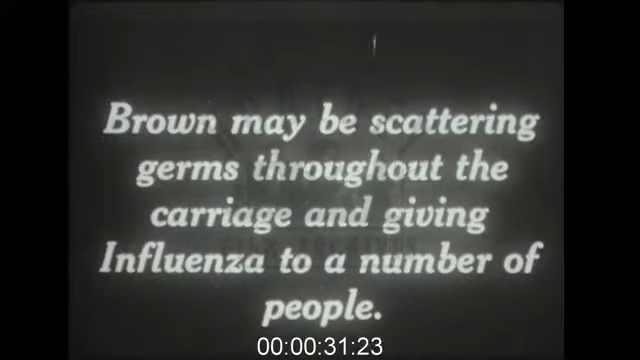 Brown may be scattering
germs throughout the
carriage and giving
Influenza to a number of
people.
00:00:31:23